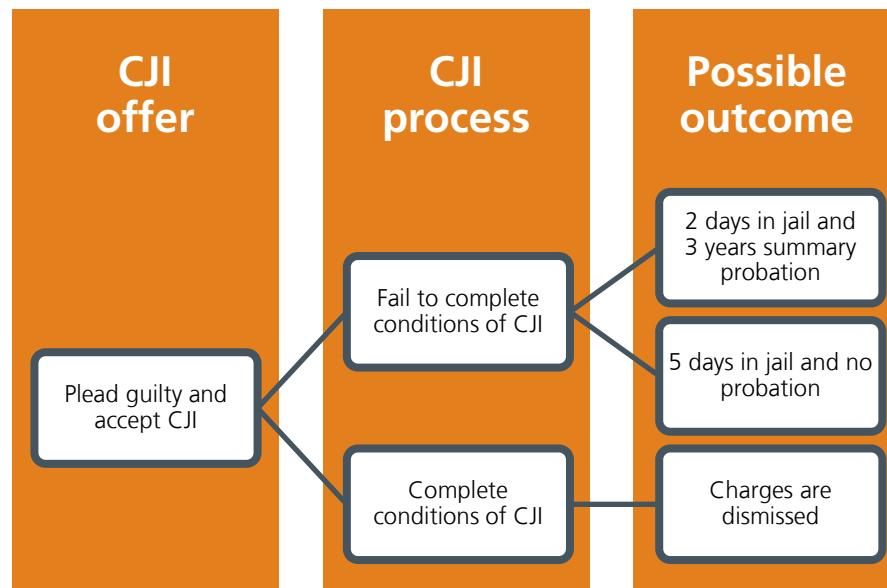 CJI
offer
CJI
process
Possible
outcome
Plead guilty and
accept CJI
Fail to complete
conditions of CJI
Complete
conditions of CJI
2 days in jail and
3 years summary
probation
5 days in jail and no
probation
Charges are
dismissed